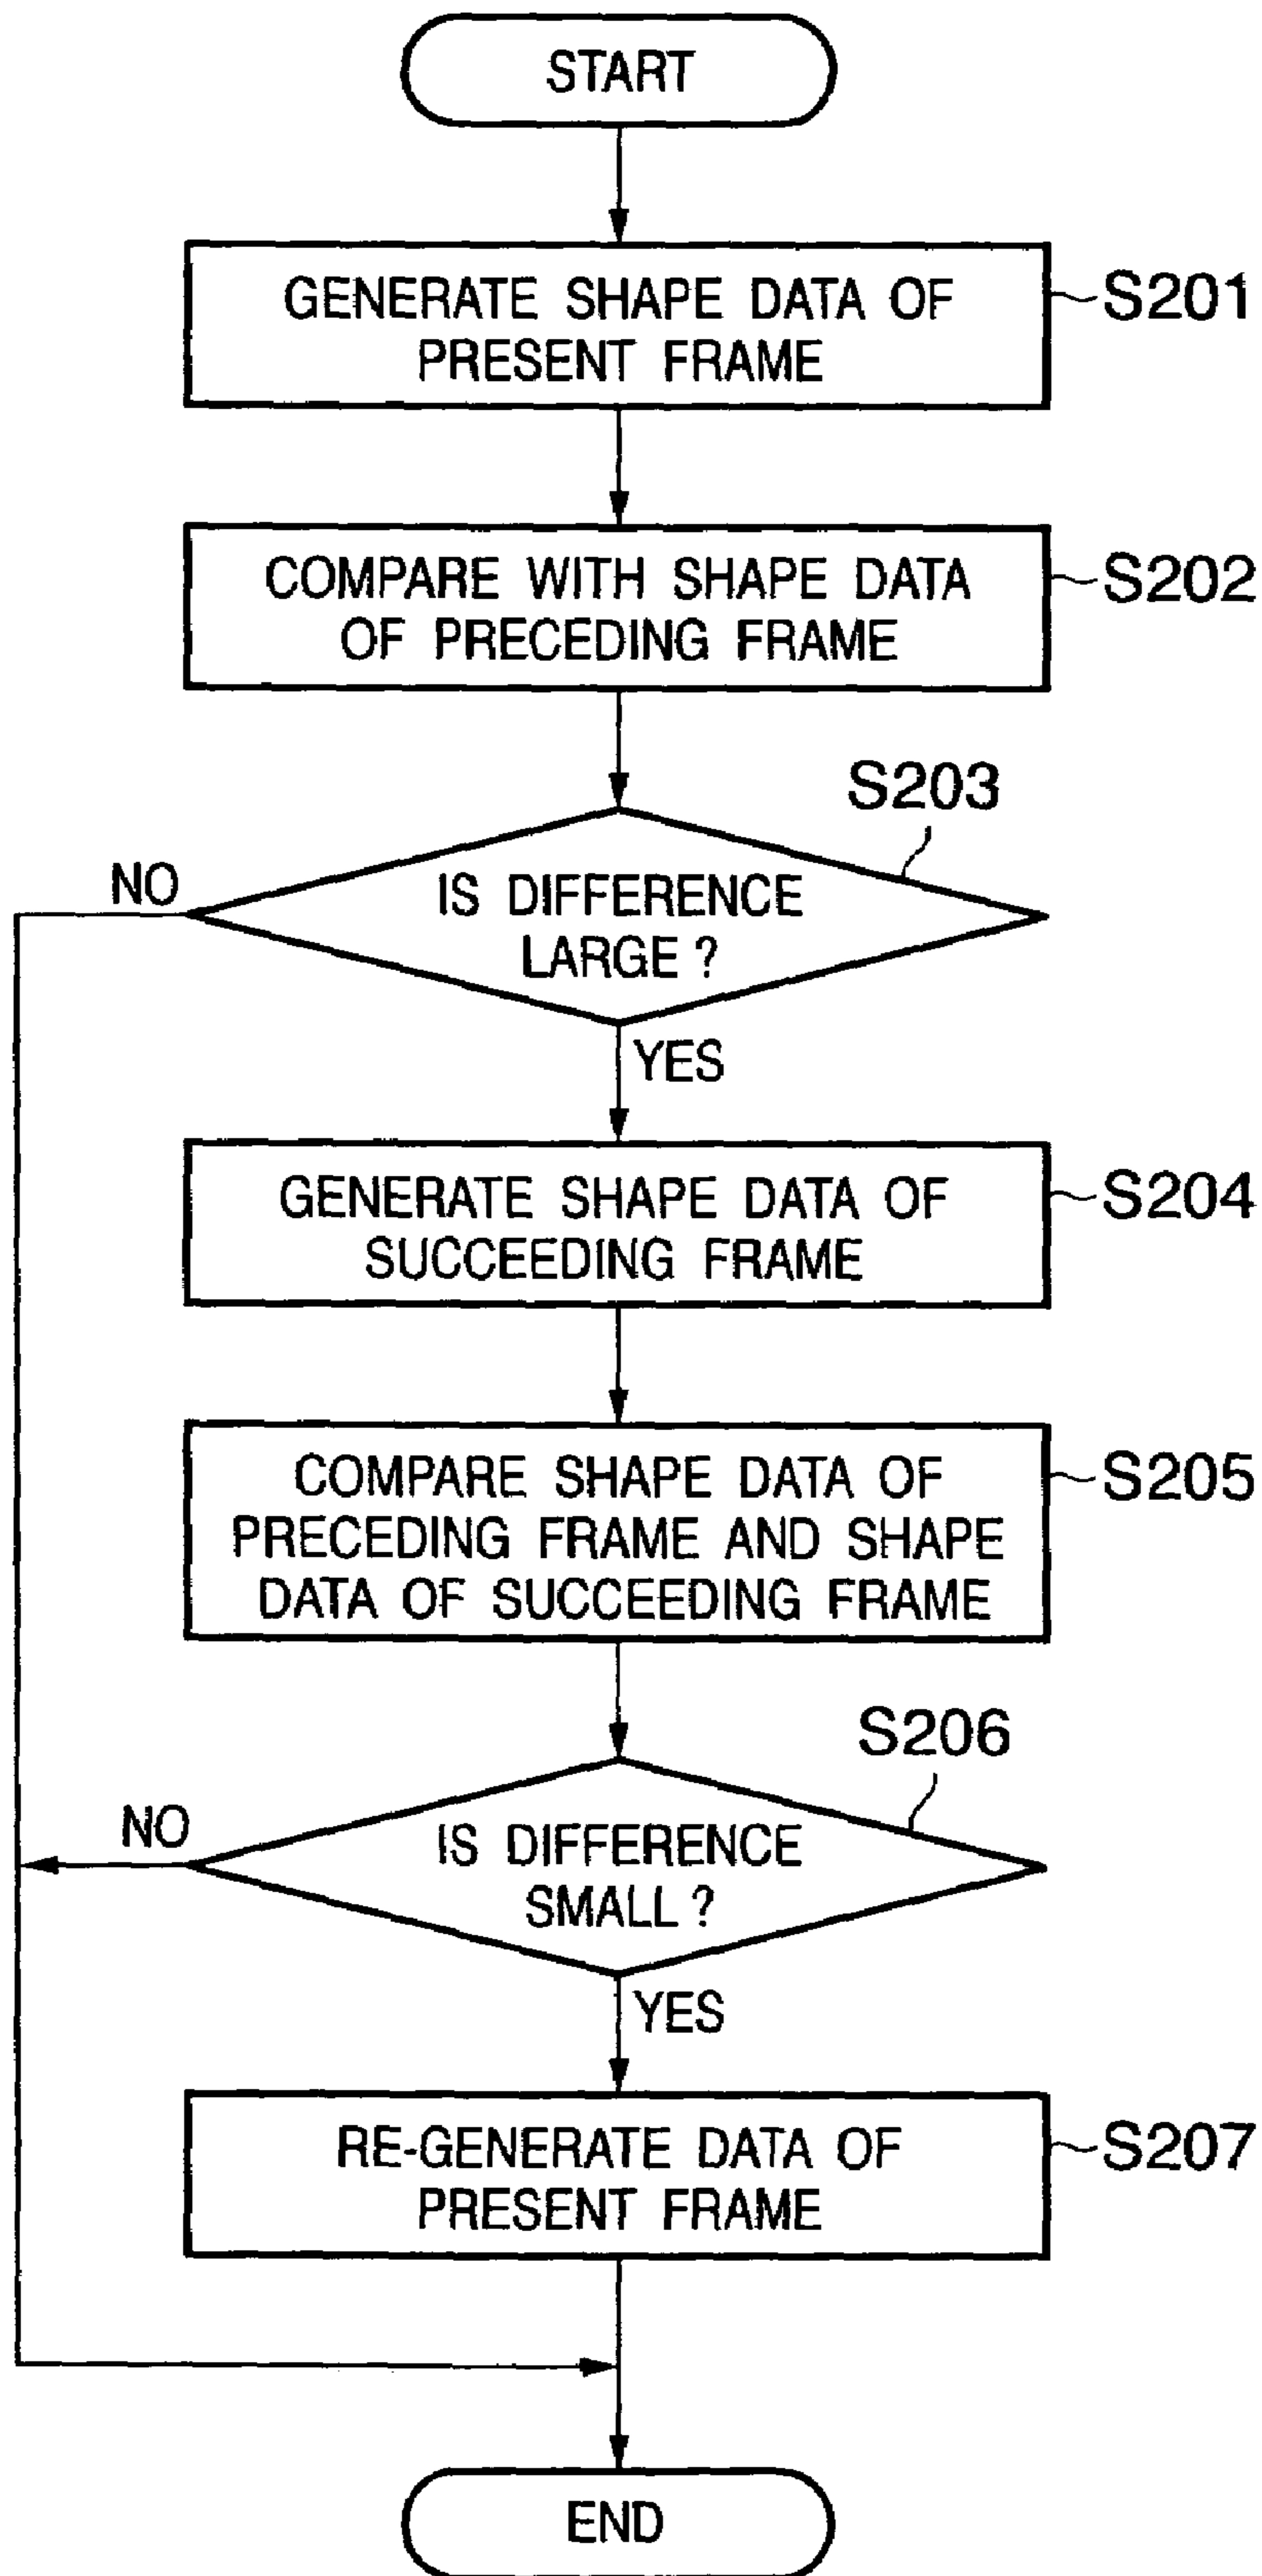 START
GENERATE SHAPE DATA OF
PRESENT FRAME
S201
COMPARE WITH SHAPE DATA
OF PRECEDING FRAME
S202
S203
NO
IS DIFFERENCE
LARGE ?
YES
GENERATE SHAPE DATA OF
SUCCEEDING FRAME
S204
COMPARE SHAPE DATA OF
PRECEDING FRAME AND SHAPE
DATA OF SUCCEEDING FRAME
S205
S206
NO
IS DIFFERENCE
SMALL ?
YES
RE-GENERATE DATA OF
PRESENT FRAME
S207
END